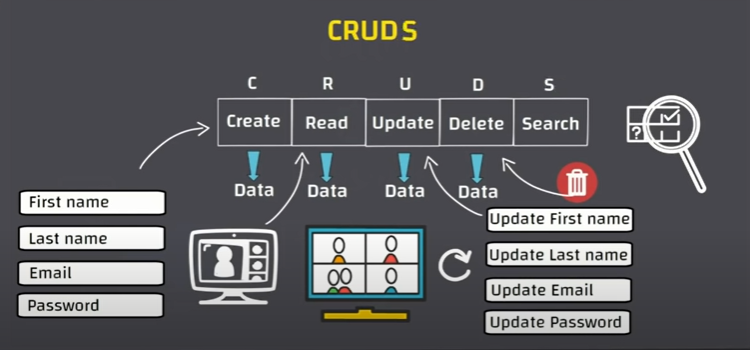 CRUDS
C R U D S
Create Read Update Delete Search
Data Data Data Data
First name
Last name
Email
Password
?
Update First name
Update Last name
Update Email
Update Password